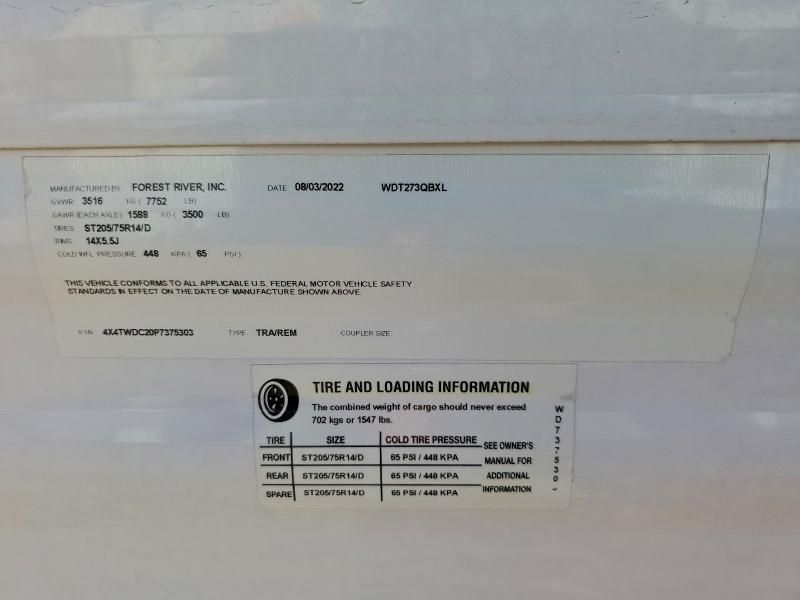 MANUFACTURED BY: FOREST RIVER, INC. DATE: 08/03/2022 WDT273QBXL
GVWR: 3516 KG ( 7752 LB)
GAWR (EACH AXLE) 1588 KG ( 3500 LB)
TIRES: ST205/75R14/D
RIMS: 14X5.5J
COLD INFL PRESSURE: 448 KPA ( 65 PSI )
THIS VEHICLE CONFORMS TO ALL APPLICABLE U.S. FEDERAL MOTOR VEHICLE SAFETY
STANDARDS IN EFFECT ON THE DATE OF MANUFACTURE SHOWN ABOVE.
V.I.N. 4X4TWDC20P7375303 TYPE: TRA/REM COUPLER SIZE:
TIRE AND LOADING INFORMATION
The combined weight of cargo should never exceed
702 kgs or 1547 lbs.
TIRE SIZE COLD TIRE PRESSURE
FRONT ST205/75R14/D 65 PSI / 448 KPA
REAR ST205/75R14/D 65 PSI / 448 KPA
SPARE ST205/75R14/D 65 PSI / 448 KPA
SEE OWNER'S
MANUAL FOR
ADDITIONAL
INFORMATION